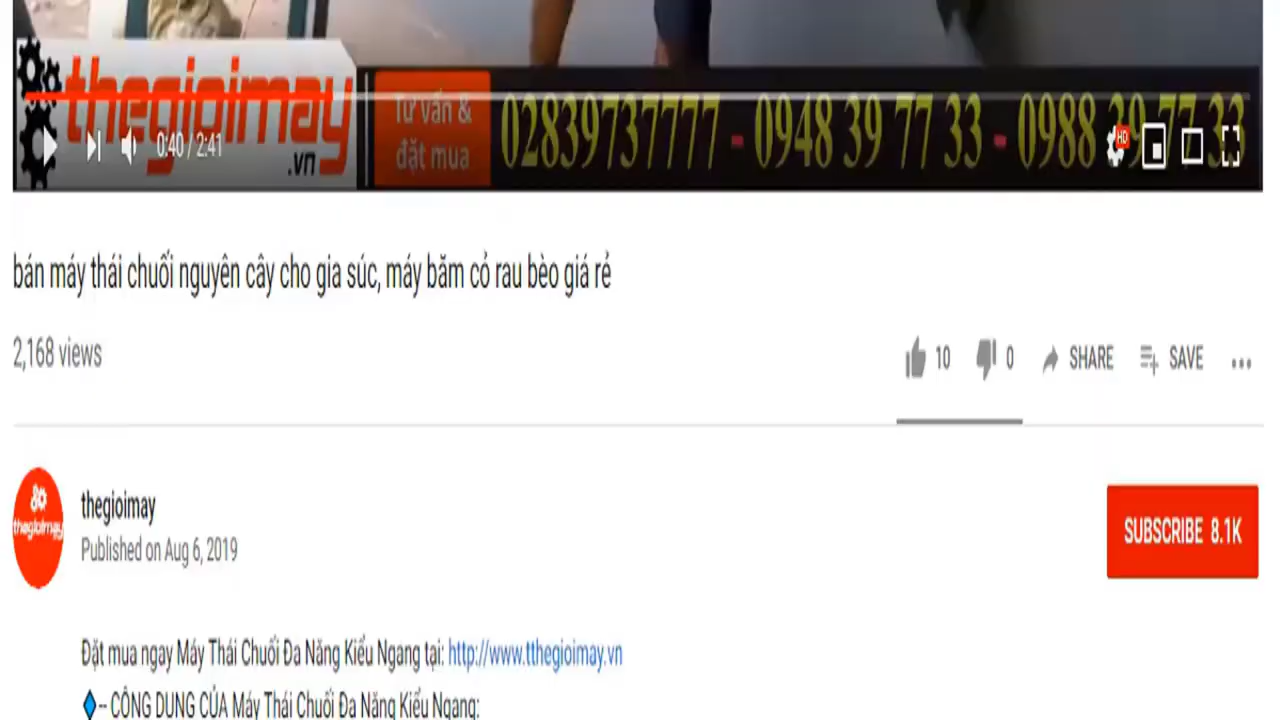 thegioimay
.vn
Tư vấn &
đặt mua
02839737777 - 0948 39 77 33 - 0988 39 77 33
HD
0:40 / 2:41
bán máy thái chuối nguyên cây cho gia súc, máy băm cỏ rau bèo giá rẻ
2,168 views
10 0 SHARE SAVE
thegioimay
thegioimay
Published on Aug 6, 2019
SUBSCRIBE 8.1K
Đặt mua ngay Máy Thái Chuối Đa Năng Kiểu Ngang tại: http://www.tthegioimay.vn
-- CÔNG DỤNG CỦA Máy Thái Chuối Đa Năng Kiểu Ngang: